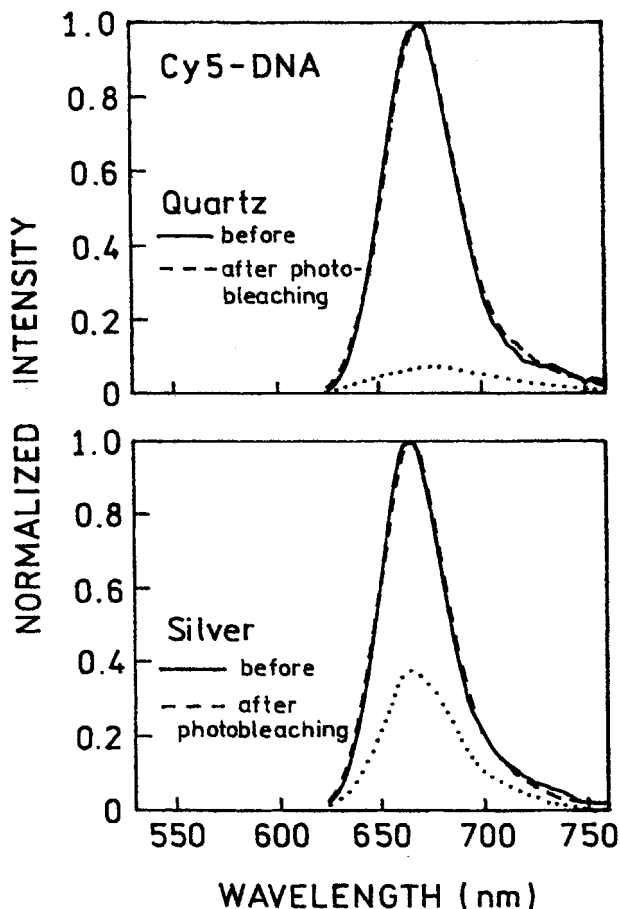 NORMALIZED INTENSITY
1.0
0.8
0.6
0.4
0.2
0
Cy5-DNA
Quartz
before
after photo-
bleaching
1.0
0.8
0.6
0.4
0.2
0
Silver
before
after
photobleaching
550 600 650 700 750
WAVELENGTH (nm)